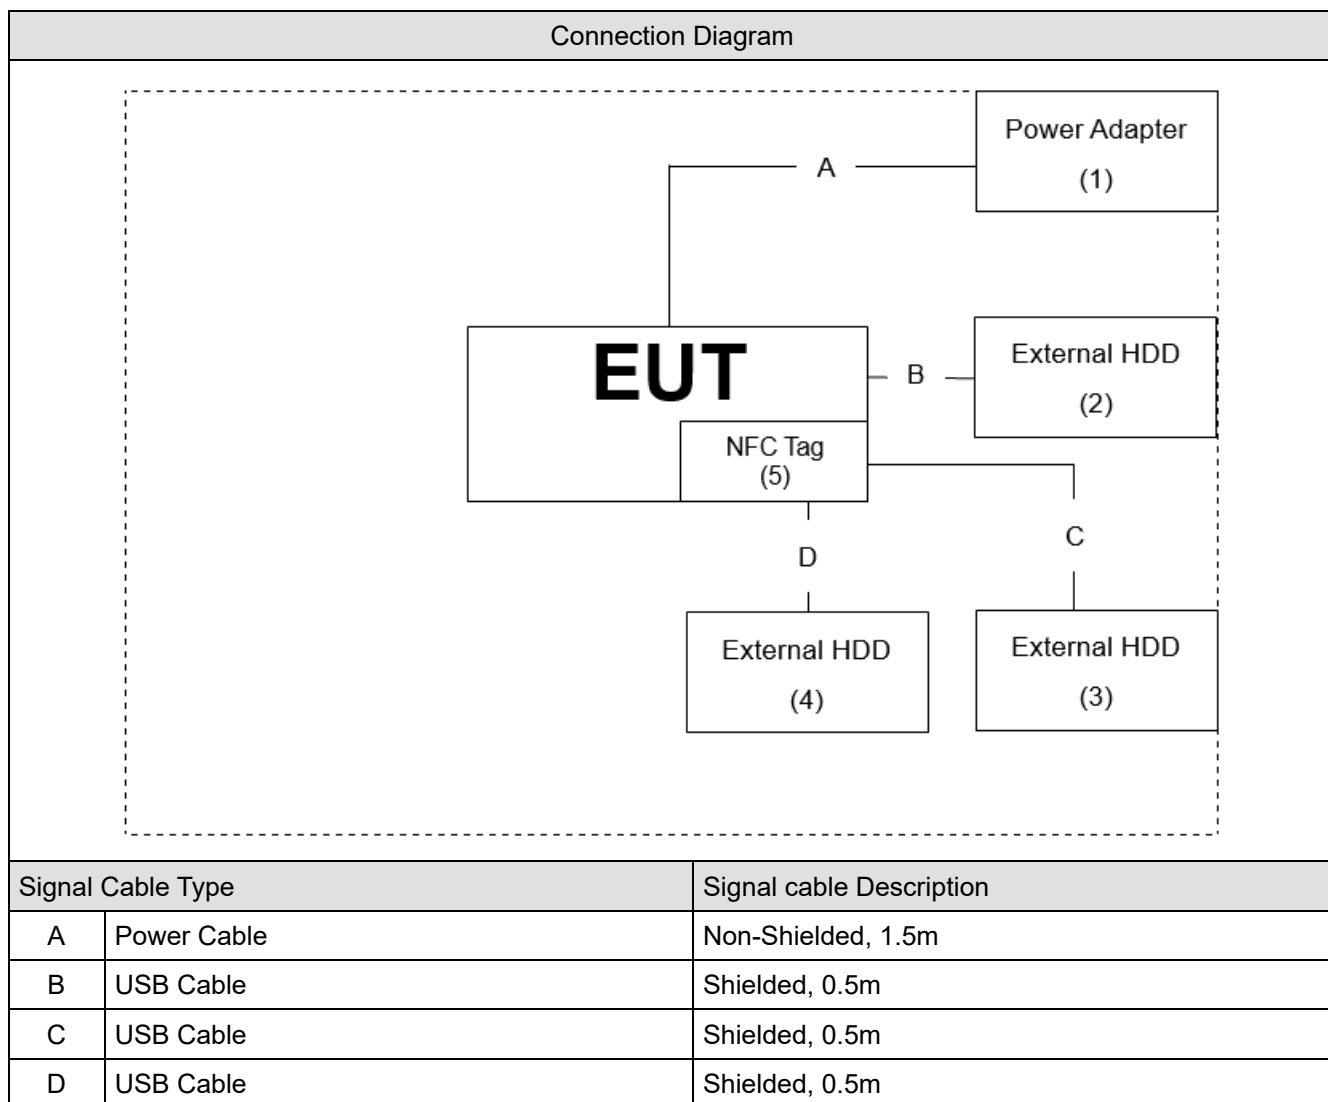 Connection Diagram
Power Adapter
(1)
A
EUT
External HDD
(2)
B
NFC Tag
(5)
C
D
External HDD
(4)
External HDD
(3)
Signal Cable Type Signal cable Description
A Power Cable Non-Shielded, 1.5m
B USB Cable Shielded, 0.5m
C USB Cable Shielded, 0.5m
D USB Cable Shielded, 0.5m